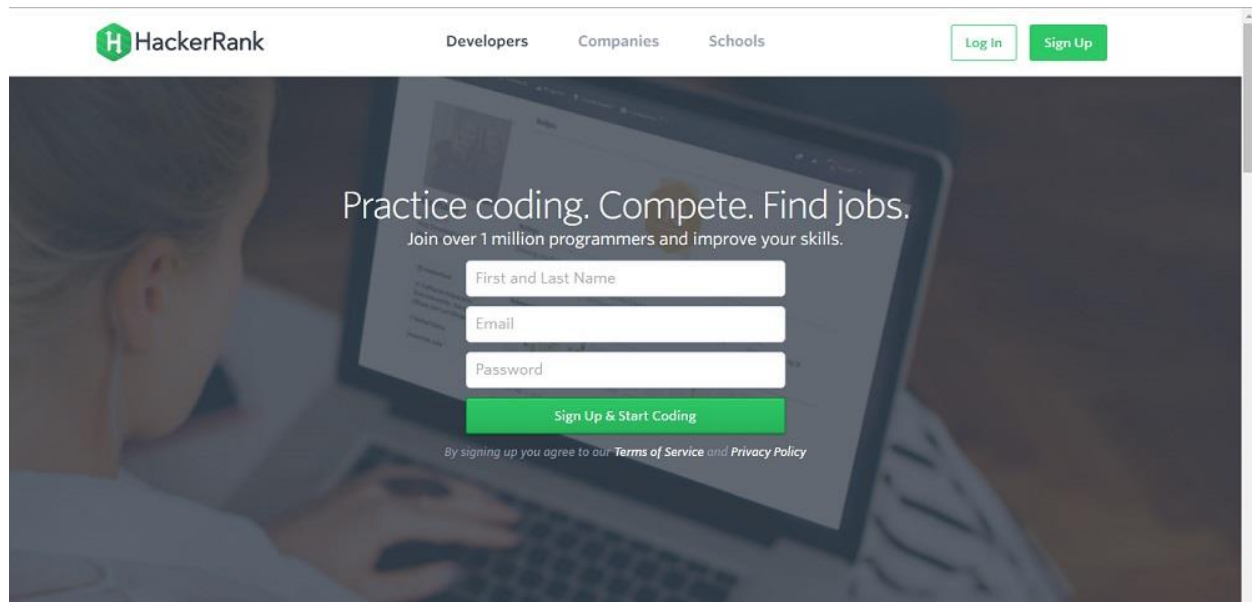 HackerRank
Developers Companies Schools
Log In Sign Up
Practice coding. Compete. Find jobs.
Join over 1 million programmers and improve your skills.
First and Last Name
Email
Password
Sign Up & Start Coding
By signing up you agree to our Terms of Service and Privacy Policy